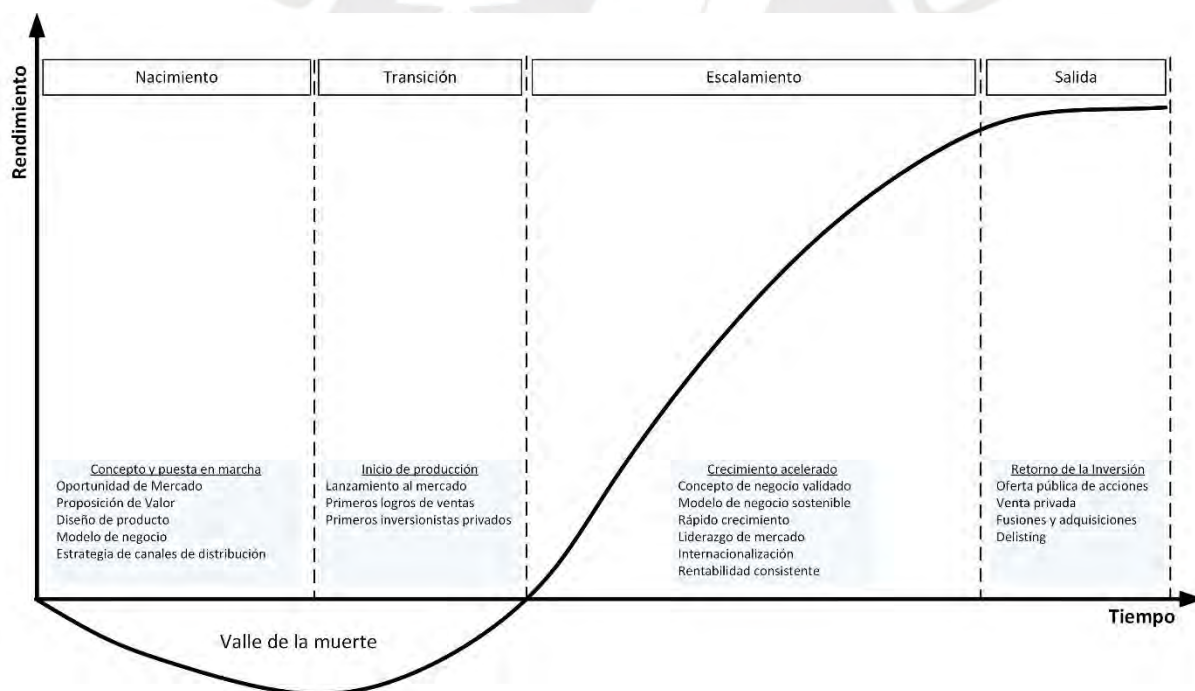 Rendimiento
Nacimiento
Transición
Escalamiento
Salida
Concepto y puesta en marcha
Oportunidad de Mercado
Proposición de Valor
Diseño de producto
Modelo de negocio
Estrategia de canales de distribución
Inicio de producción
Lanzamiento al mercado
Primeros logros de ventas
Primeros inversionistas privados
Crecimiento acelerado
Concepto de negocio validado
Modelo de negocio sostenible
Rápido crecimiento
Liderazgo de mercado
Internacionalización
Rentabilidad consistente
Retorno de la Inversión
Oferta pública de acciones
Venta privada
Fusiones y adquisiciones
Delisting
Tiempo
Valle de la muerte